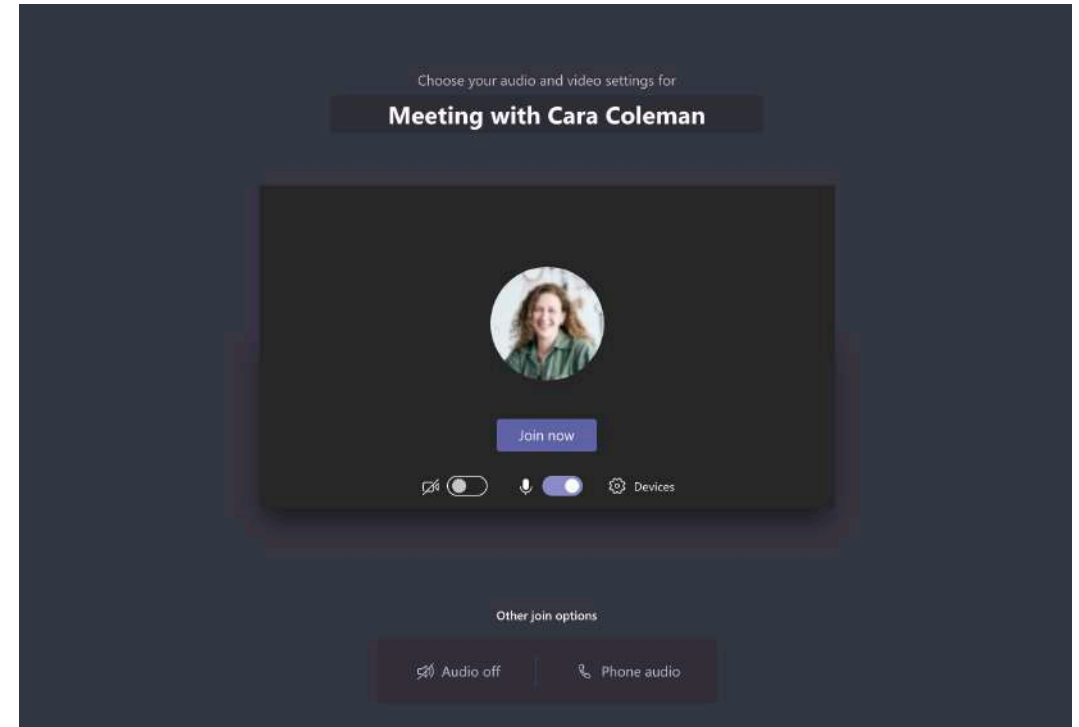 Choose your audio and video settings for
Meeting with Cara Coleman
Join now
Devices
Other join options
Audio off
Phone audio